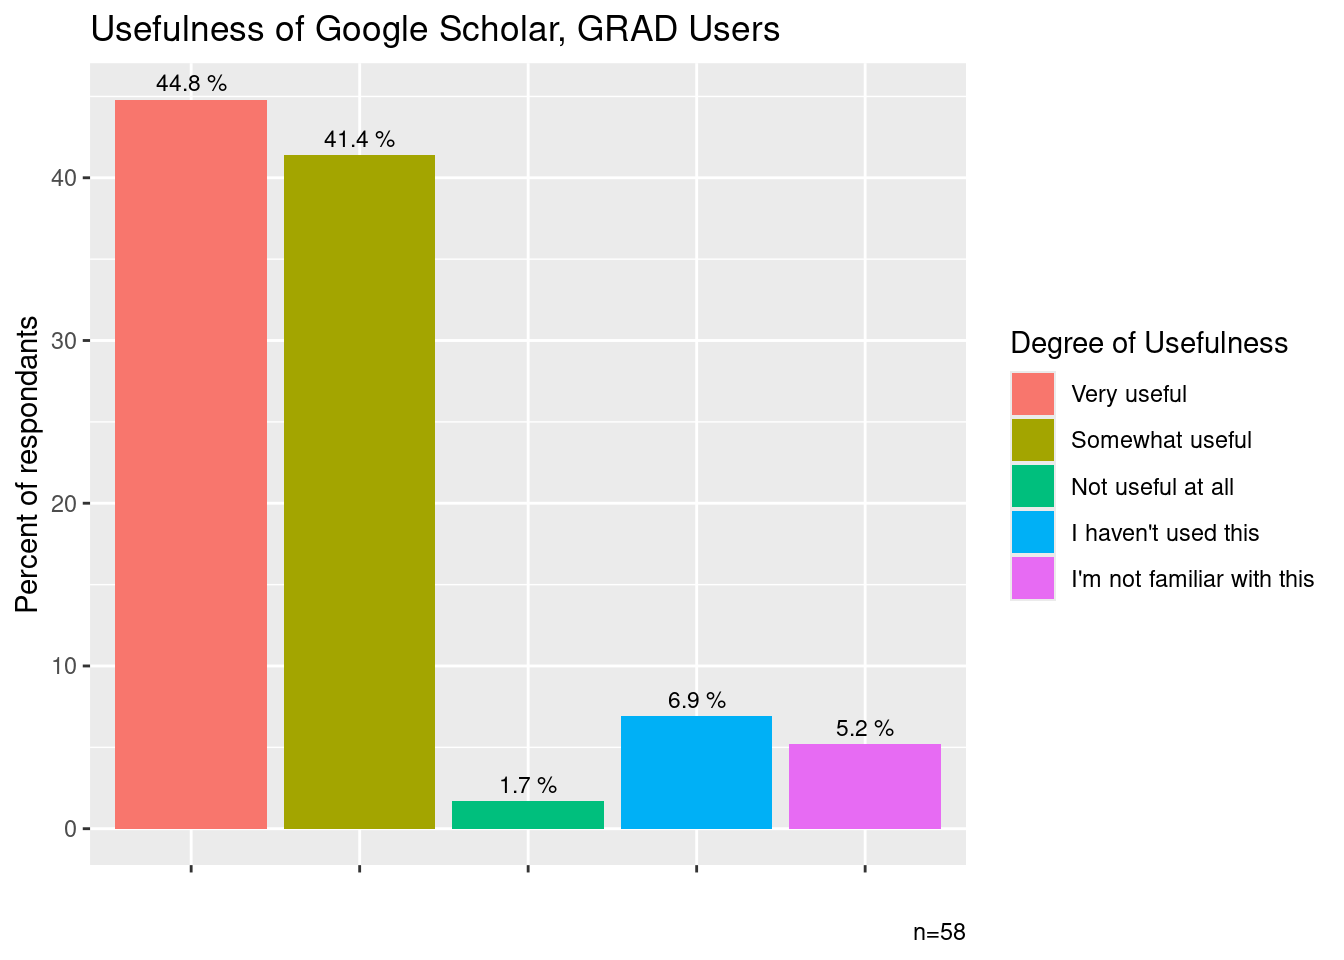 Usefulness of Google Scholar, GRAD Users
Percent of respondants
40
30
20
10
0
44.8 %
41.4 %
1.7 %
6.9 %
5.2 %
Degree of Usefulness
Very useful
Somewhat useful
Not useful at all
I haven't used this
I'm not familiar with this
n=58